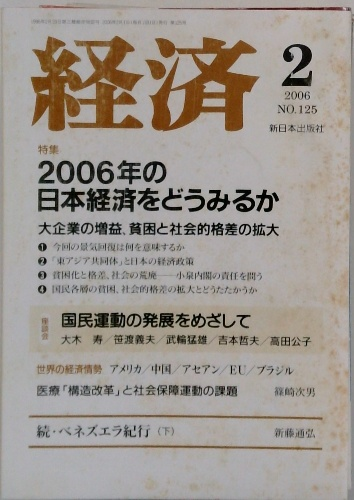 経済
2
2006
NO.125
新日本出版社
特集
2006年の
日本経済をどうみるか
大企業の増益、貧困と社会的格差の拡大
❶ 今回の景気回復は何を意味するか
❷「東アジア共同体」と日本の経済政策
❸ 貧困化と格差、社会の荒廃──小泉内閣の責任を問う
❹ 国民各層の貧困、社会的格差の拡大とどうたたかうか
座談会
国民運動の発展をめざして
大木 寿／笹渡義夫／武輪猛雄／吉本哲夫／高田公子
世界の経済情勢 アメリカ／中国／アセアン／EU／ブラジル
医療「構造改革」と社会保障運動の課題 篠崎次男
続・ベネズエラ紀行（下） 新藤通弘